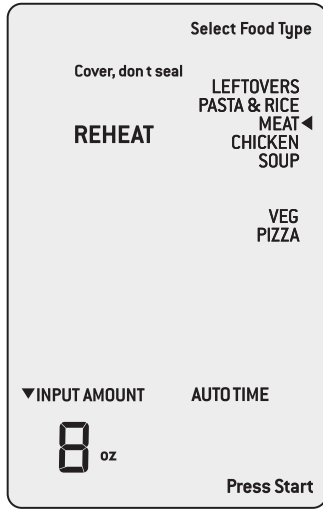 Select Food Type
Cover, don t seal
LEFTOVERS
PASTA & RICE
REHEAT
MEAT◀
CHICKEN
SOUP
VEG
PIZZA
▼INPUT AMOUNT
AUTO TIME
8 oz
Press Start